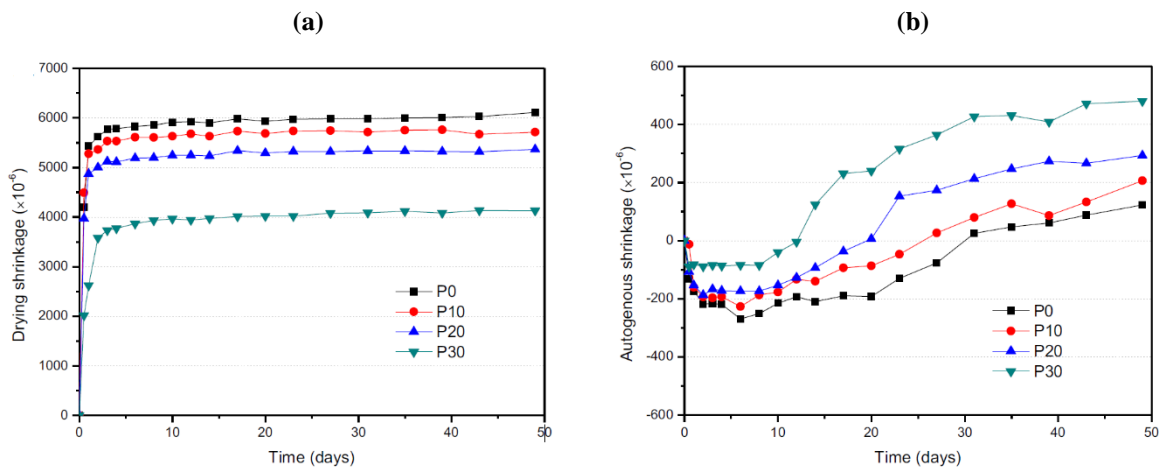 (a)
7000
6000
5000
4000
3000
2000
1000
0
Drying shrinkage (×10⁻⁶)
P0
P10
P20
P30
0 10 20 30 40 50
Time (days)
(b)
600
400
200
0
-200
-400
-600
Autogenous shrinkage (×10⁻⁶)
P0
P10
P20
P30
0 10 20 30 40 50
Time (days)